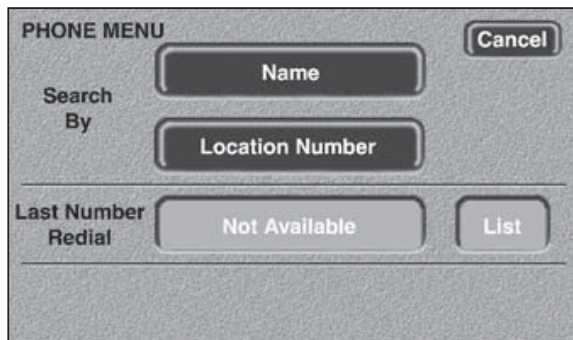 PHONE MENU
Cancel
Name
Search
By
Location Number
Last Number
Redial
Not Available
List